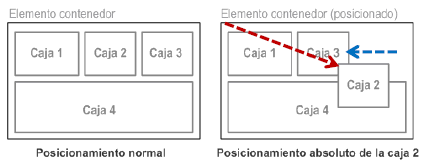 Elemento contenedor
Caja 1
Caja 2
Caja 3
Caja 4
Posicionamiento normal
Elemento contenedor (posicionado)
Caja 1
Caja 3
Caja 2
Caja 4
Posicionamiento absoluto de la caja 2